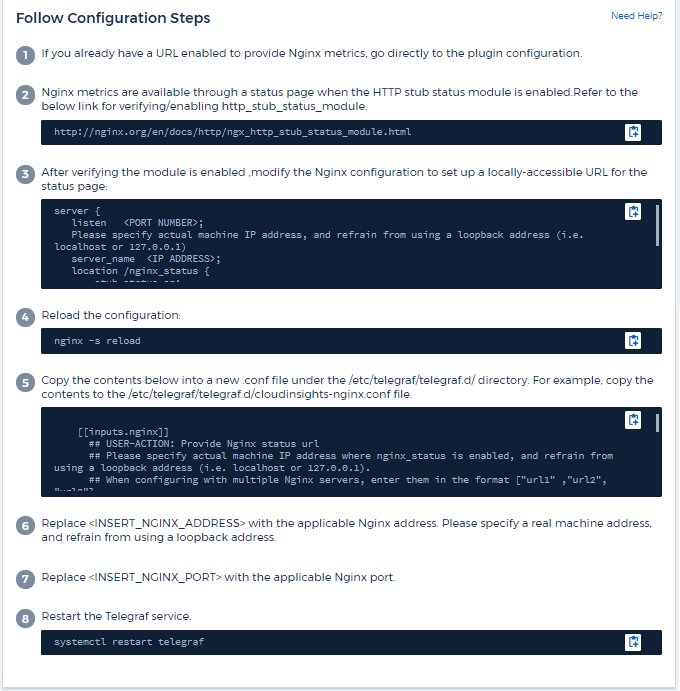 Follow Configuration Steps
Need Help?
1 If you already have a URL enabled to provide Nginx metrics, go directly to the plugin configuration.
2 Nginx metrics are available through a status page when the HTTP stub status module is enabled.Refer to the
below link for verifying/enabling http_stub_status_module.
http://nginx.org/en/docs/http/ngx_http_stub_status_module.html
3 After verifying the module is enabled ,modify the Nginx configuration to set up a locally-accessible URL for the
status page:
server {
listen <PORT NUMBER>;
Please specify actual machine IP address, and refrain from using a loopback address (i.e.
localhost or 127.0.0.1)
server_name <IP ADDRESS>;
location /nginx_status {
4 Reload the configuration:
nginx -s reload
5 Copy the contents below into a new .conf file under the /etc/telegraf/telegraf.d/ directory. For example, copy the
contents to the /etc/telegraf/telegraf.d/cloudinsights-nginx.conf file.
[[inputs.nginx]]
## USER-ACTION: Provide Nginx status url
## Please specify actual machine IP address where nginx_status is enabled, and refrain from
using a loopback address (i.e. localhost or 127.0.0.1).
## When configuring with multiple Nginx servers, enter them in the format ["url1" ,"url2",
6 Replace <INSERT_NGINX_ADDRESS> with the applicable Nginx address. Please specify a real machine address,
and refrain from using a loopback address.
7 Replace <INSERT_NGINX_PORT> with the applicable Nginx port.
8 Restart the Telegraf service.
systemctl restart telegraf